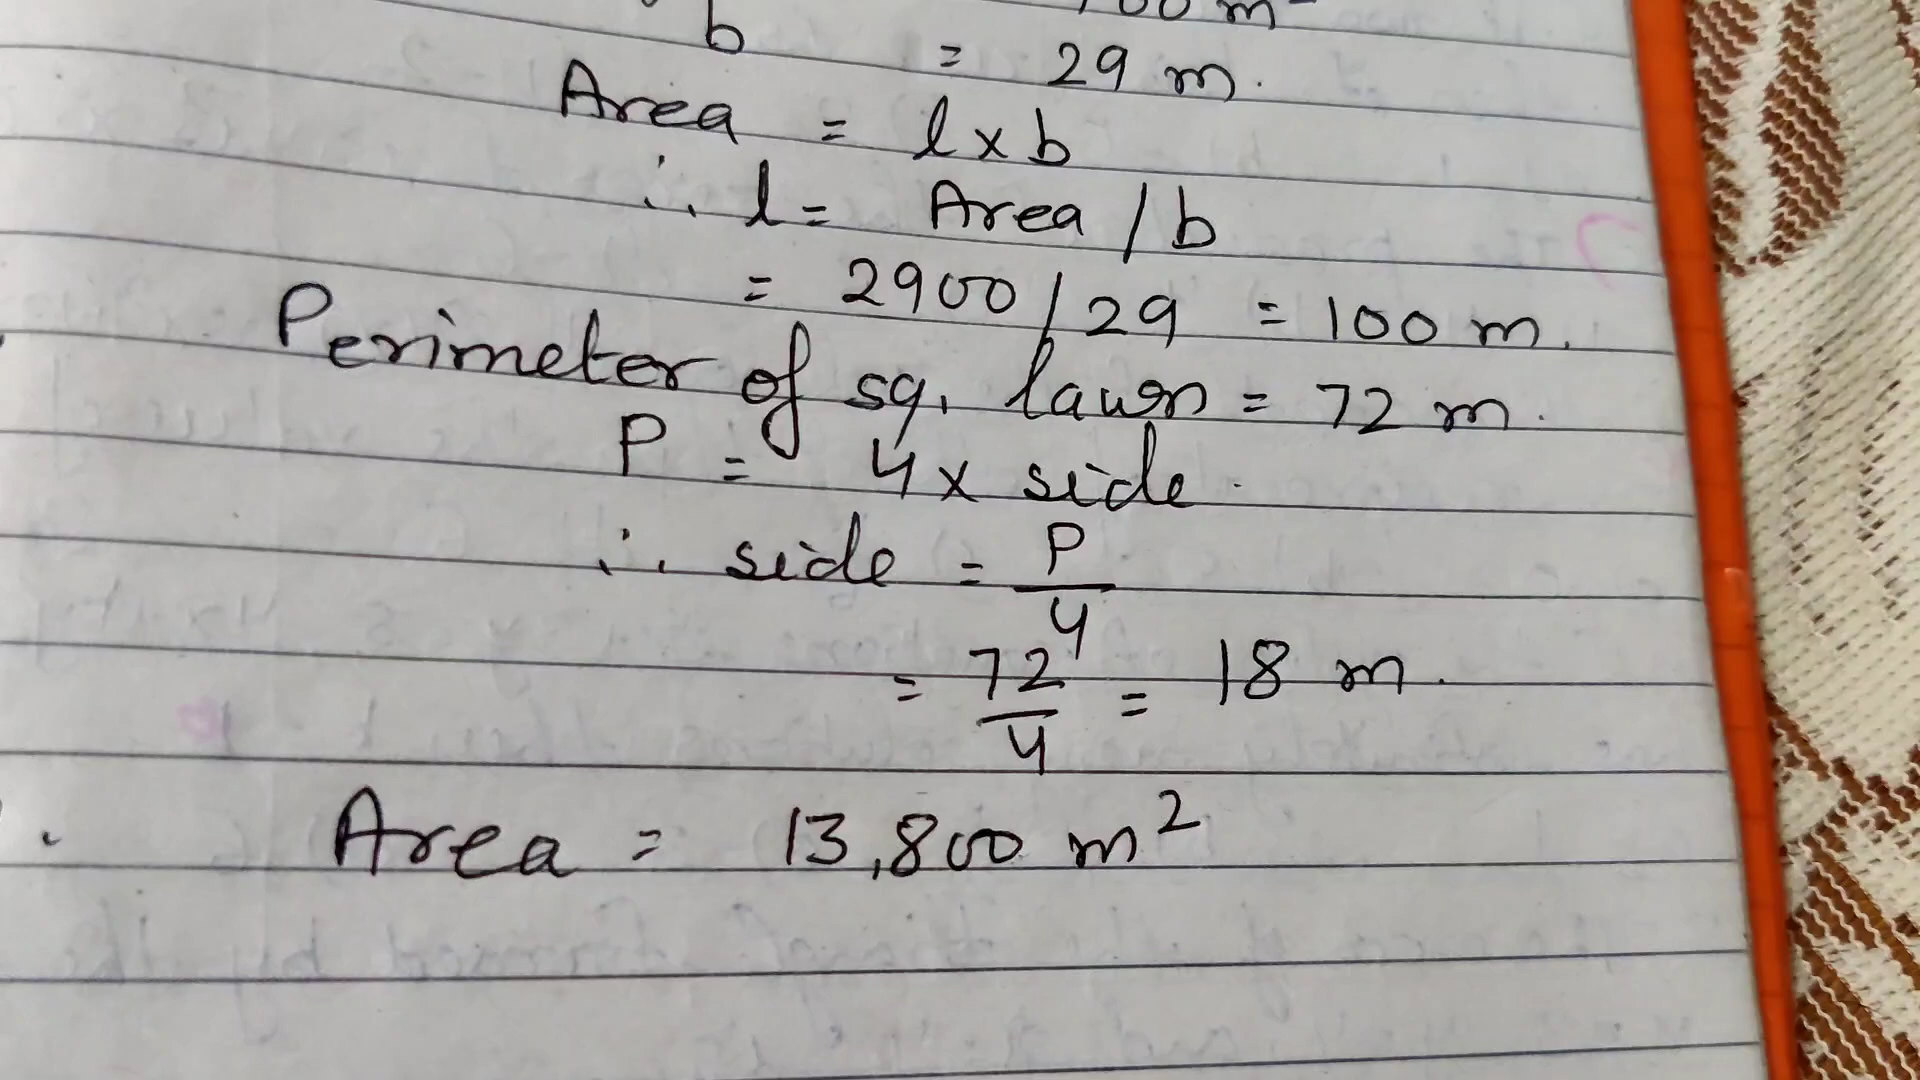 b = 29 m.
Area = l x b
∴ l = Area / b
= 2900 / 29 = 100 m.
Perimeter of sq. lawn = 72 m.
P = 4 x side.
∴ side = P/4
= 72/4 = 18 m.
Area = 13,800 m²